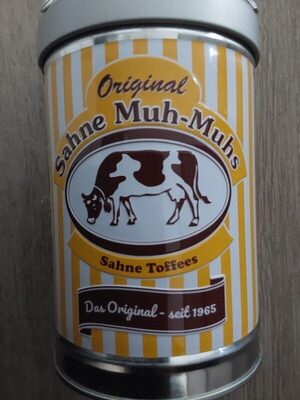 Original
Sahne Muh-Muhs
Sahne Toffees
Das Original - seit 1965